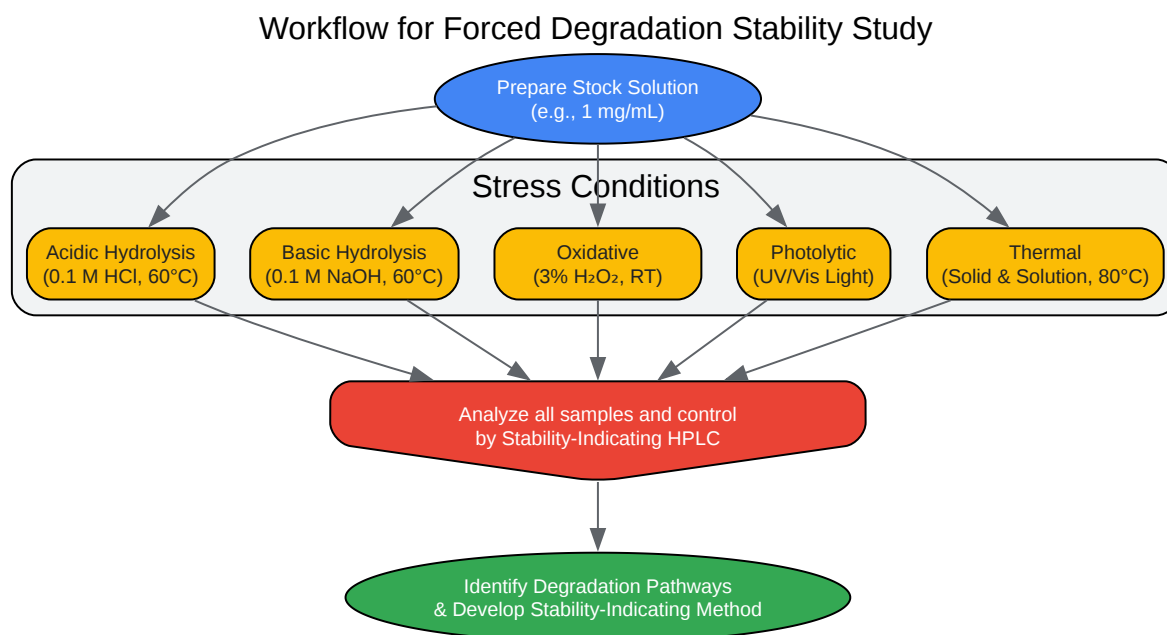 Workflow for Forced Degradation Stability Study
Prepare Stock Solution
(e.g., 1 mg/mL)
Stress Conditions
Acidic Hydrolysis
(0.1 M HCl, 60°C)
Basic Hydrolysis
(0.1 M NaOH, 60°C)
Oxidative
(3% H₂O₂, RT)
Photolytic
(UV/Vis Light)
Thermal
(Solid & Solution, 80°C)
Analyze all samples and control
by Stability-Indicating HPLC
Identify Degradation Pathways
& Develop Stability-Indicating Method